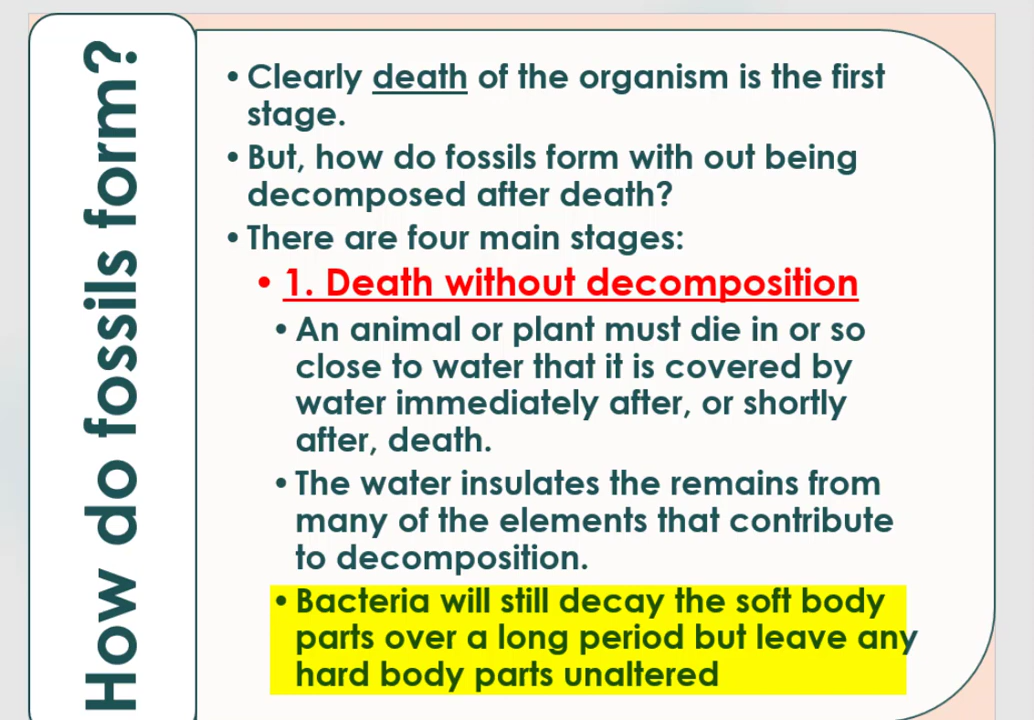 How do fossils form?
• Clearly death of the organism is the first
stage.
• But, how do fossils form with out being
decomposed after death?
• There are four main stages:
• 1. Death without decomposition
• An animal or plant must die in or so
close to water that it is covered by
water immediately after, or shortly
after, death.
• The water insulates the remains from
many of the elements that contribute
to decomposition.
• Bacteria will still decay the soft body
parts over a long period but leave any
hard body parts unaltered